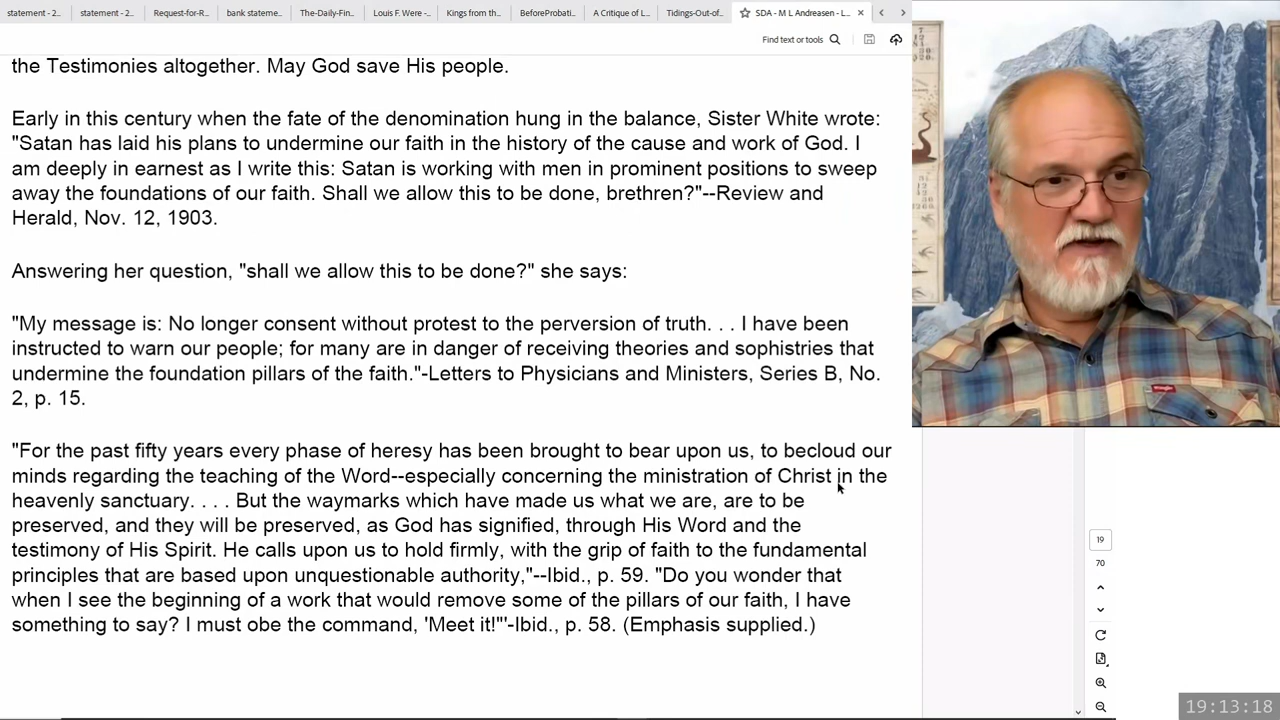 statement - 2...
statement - 2...
Request-for-R...
bank stateme...
The-Daily-Fin...
Louis F. Were -...
Kings from th...
BeforeProbati...
A Critique of L...
Tidings-Out-of...
SDA - M L Andreasen - L...
Find text or tools
the Testimonies altogether. May God save His people.
Early in this century when the fate of the denomination hung in the balance, Sister White wrote:
"Satan has laid his plans to undermine our faith in the history of the cause and work of God. I
am deeply in earnest as I write this: Satan is working with men in prominent positions to sweep
away the foundations of our faith. Shall we allow this to be done, brethren?"--Review and
Herald, Nov. 12, 1903.
Answering her question, "shall we allow this to be done?" she says:
"My message is: No longer consent without protest to the perversion of truth. . . I have been
instructed to warn our people; for many are in danger of receiving theories and sophistries that
undermine the foundation pillars of the faith."-Letters to Physicians and Ministers, Series B, No.
2, p. 15.
"For the past fifty years every phase of heresy has been brought to bear upon us, to becloud our
minds regarding the teaching of the Word--especially concerning the ministration of Christ in the
heavenly sanctuary. . . . But the waymarks which have made us what we are, are to be
preserved, and they will be preserved, as God has signified, through His Word and the
testimony of His Spirit. He calls upon us to hold firmly, with the grip of faith to the fundamental
principles that are based upon unquestionable authority,"--Ibid., p. 59. "Do you wonder that
when I see the beginning of a work that would remove some of the pillars of our faith, I have
something to say? I must obe the command, 'Meet it!"'-Ibid., p. 58. (Emphasis supplied.)
19
70
19:13:18